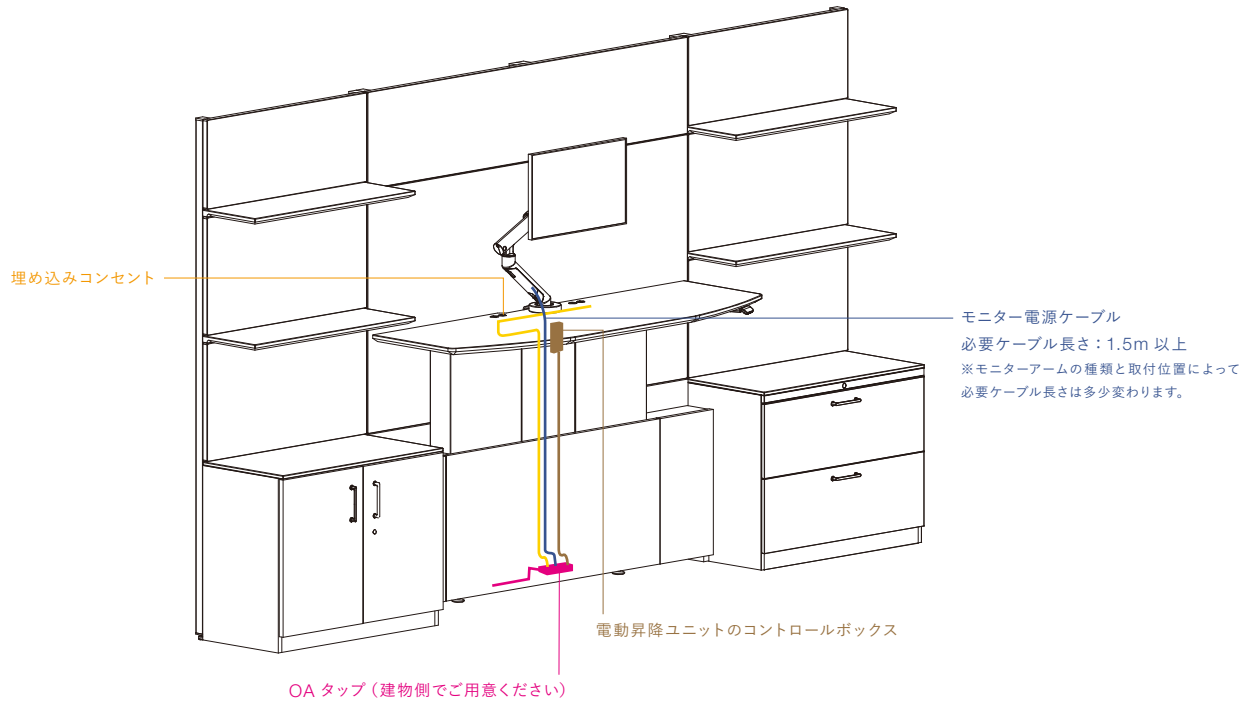 埋め込みコンセント
モニター電源ケーブル
必要ケーブル長さ：1.5m 以上
※モニターアームの種類と取付位置によって
必要ケーブル長さは多少変わります。
電動昇降ユニットのコントロールボックス
OA タップ（建物側でご用意ください）